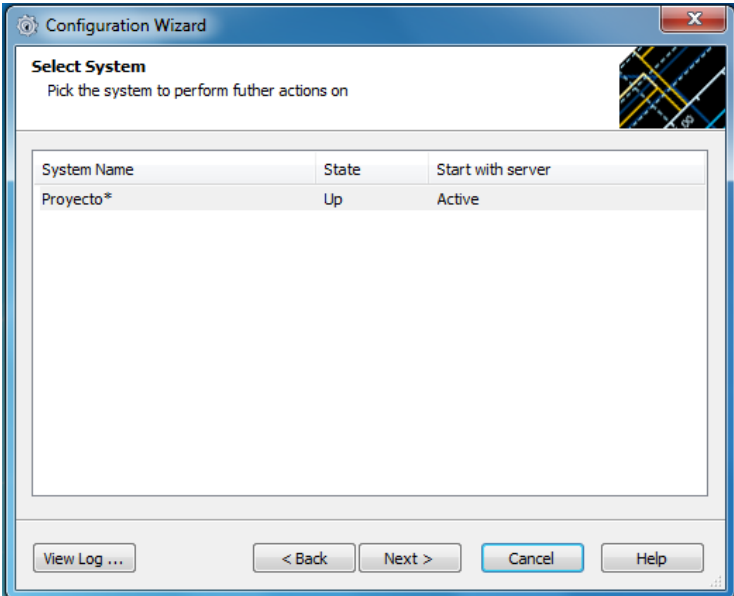 Configuration Wizard
Select System
Pick the system to perform futher actions on
System Name State Start with server
Proyecto* Up Active
View Log ... < Back Next > Cancel Help